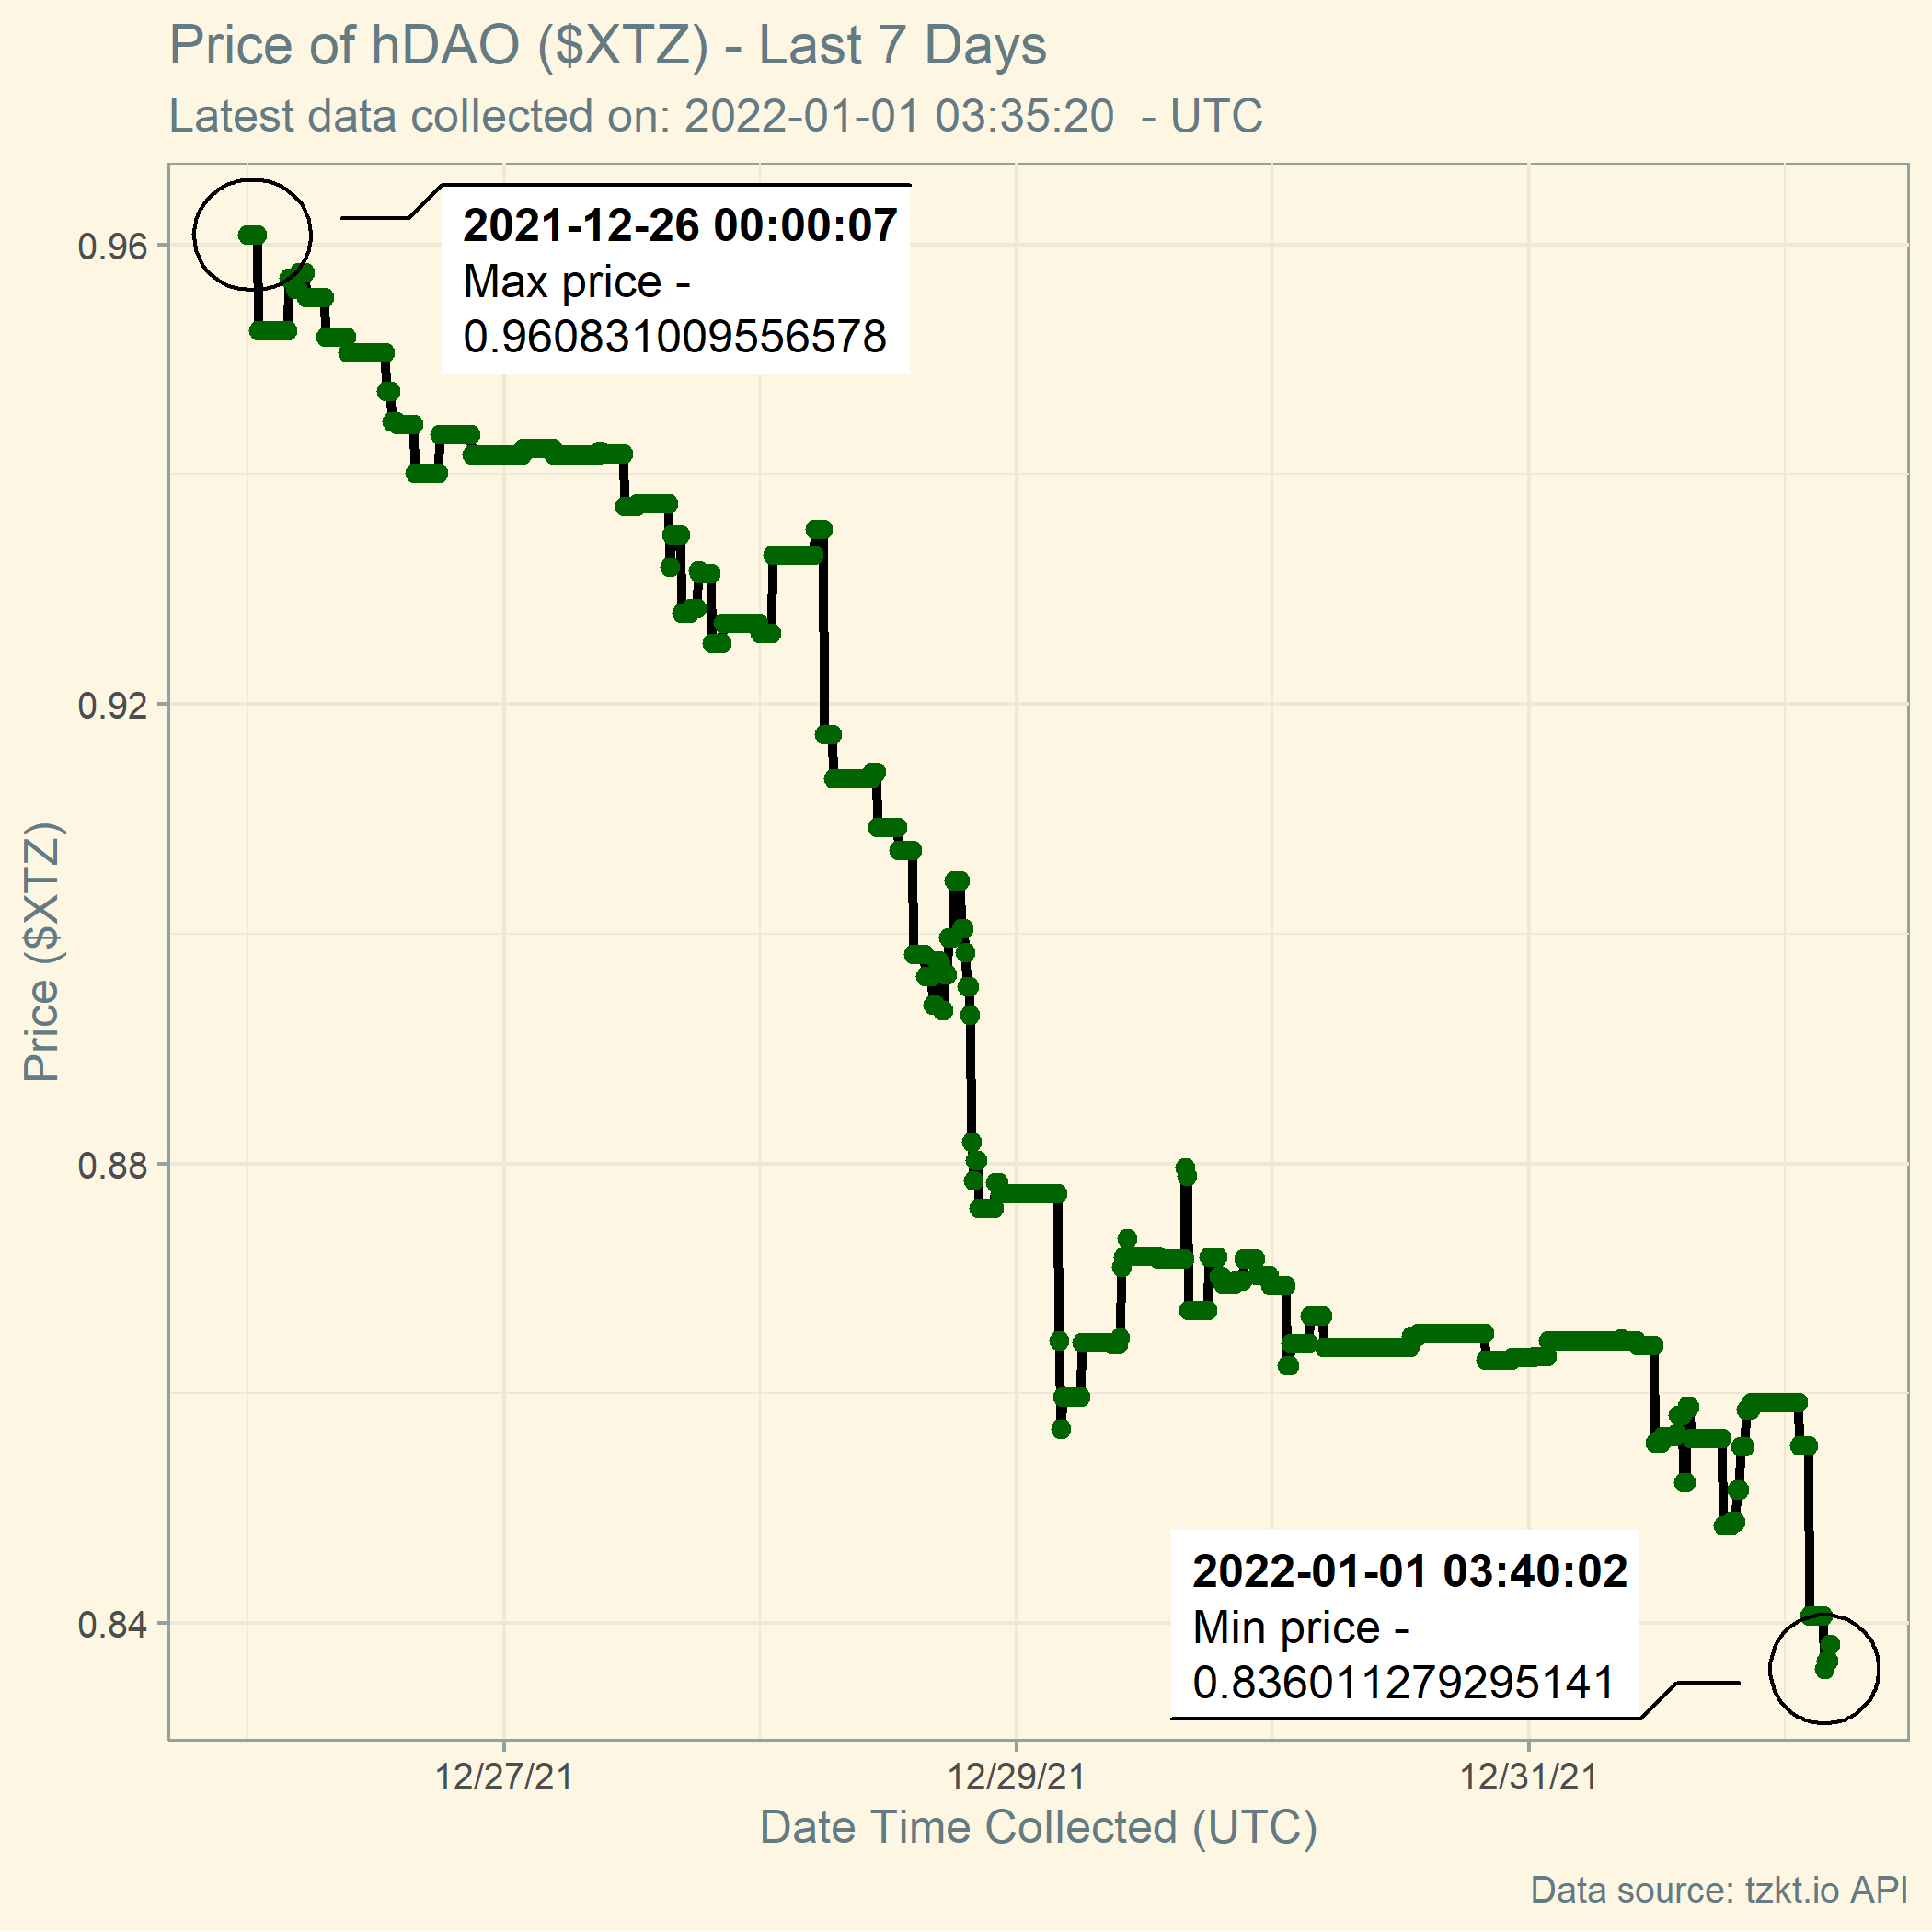 Price of hDAO ($XTZ) - Last 7 Days
Latest data collected on: 2022-01-01 03:35:20  - UTC
2021-12-26 00:00:07
Max price -
0.960831009556578
0.96
0.92
0.88
0.84
Price ($XTZ)
2022-01-01 03:40:02
Min price -
0.836011279295141
12/27/21
12/29/21
12/31/21
Date Time Collected (UTC)
Data source: tzkt.io API